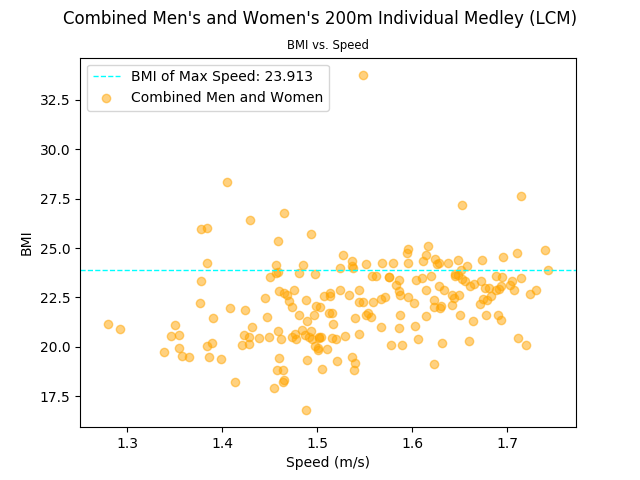 Combined Men's and Women's 200m Individual Medley (LCM)
BMI vs. Speed
BMI of Max Speed: 23.913
Combined Men and Women
32.5
30.0
27.5
25.0
22.5
20.0
17.5
BMI
1.3 1.4 1.5 1.6 1.7
Speed (m/s)